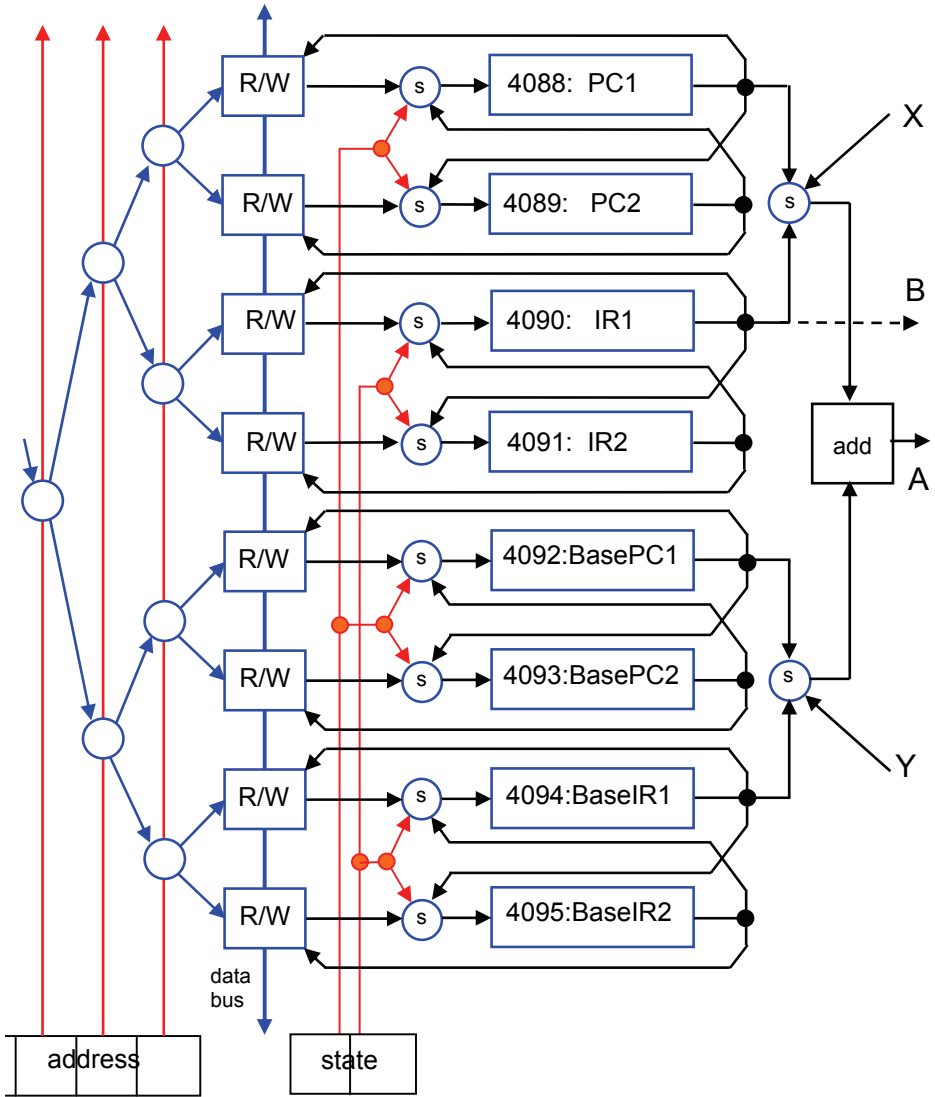 R/W
s
4088: PC1
X
R/W
s
4089: PC2
s
R/W
s
4090: IR1
B
R/W
s
4091: IR2
add
A
R/W
s
4092:BasePC1
R/W
s
4093:BasePC2
s
Y
R/W
s
4094:BaseIR1
R/W
s
4095:BaseIR2
data
bus
address
state